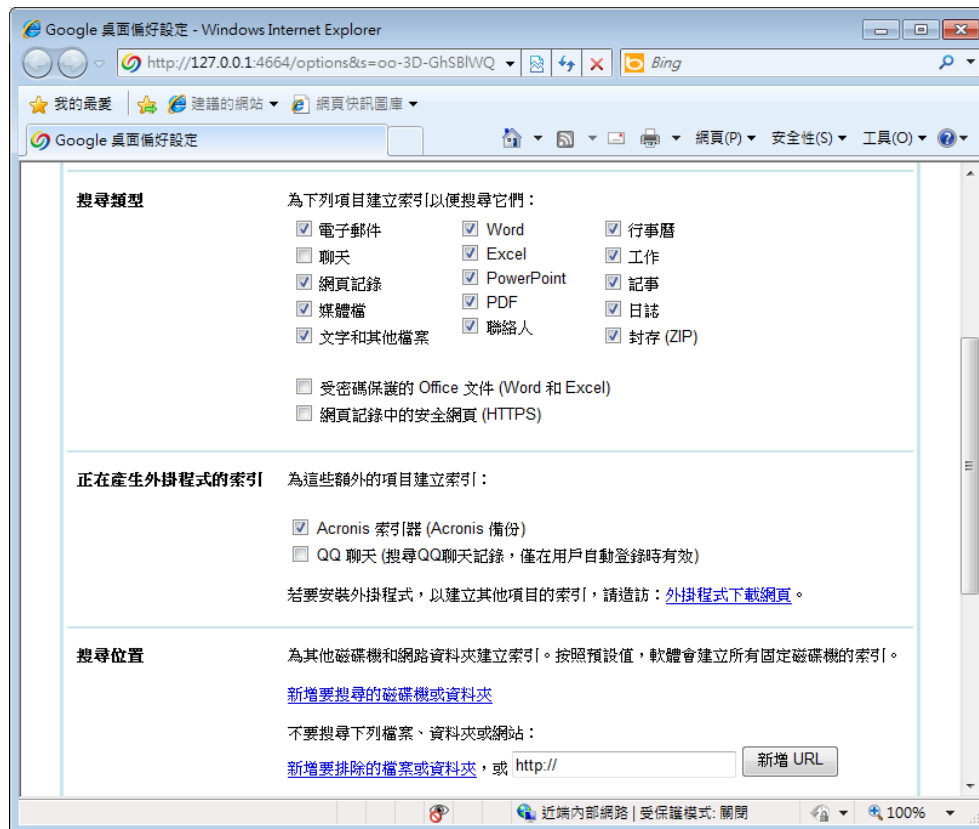 Google 桌面偏好設定 - Windows Internet Explorer
http://127.0.0.1:4664/options&s=oo-3D-GhSBlWQ
Bing
我的最愛
建議的網站
網頁快訊圖庫
Google 桌面偏好設定
網頁(P)
安全性(S)
工具(O)
搜尋類型
為下列項目建立索引以便搜尋它們：
電子郵件 Word 行事曆
聊天 Excel 工作
網頁記錄 PowerPoint 記事
媒體檔 PDF 日誌
文字和其他檔案 聯絡人 封存 (ZIP)
受密碼保護的 Office 文件 (Word 和 Excel)
網頁記錄中的安全網頁 (HTTPS)
正在產生外掛程式的索引
為這些額外的項目建立索引：
Acronis 索引器 (Acronis 備份)
QQ 聊天 (搜尋QQ聊天記錄，僅在用戶自動登錄時有效)
若要安裝外掛程式，以建立其他項目的索引，請造訪：外掛程式下載網頁。
搜尋位置
為其他磁碟機和網路資料夾建立索引。按照預設值，軟體會建立所有固定磁碟機的索引。
新增要搜尋的磁碟機或資料夾
不要搜尋下列檔案、資料夾或網站：
新增要排除的檔案或資料夾，或 http:// 新增 URL
近端內部網路 | 受保護模式: 關閉
100%